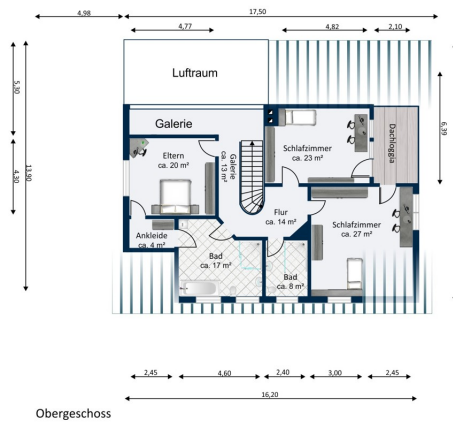 4,98
17,50
4,77
4,82
2,10
5,30
13,90
4,30
6,39
Luftraum
Galerie
Galerie
ca. 13 m²
Eltern
ca. 20 m²
Schlafzimmer
ca. 23 m²
Dachloggia
Flur
ca. 14 m²
Schlafzimmer
ca. 27 m²
Ankleide
ca. 4 m²
Bad
ca. 17 m²
Bad
ca. 8 m²
2,45
4,60
2,40
3,00
2,45
16,20
Obergeschoss